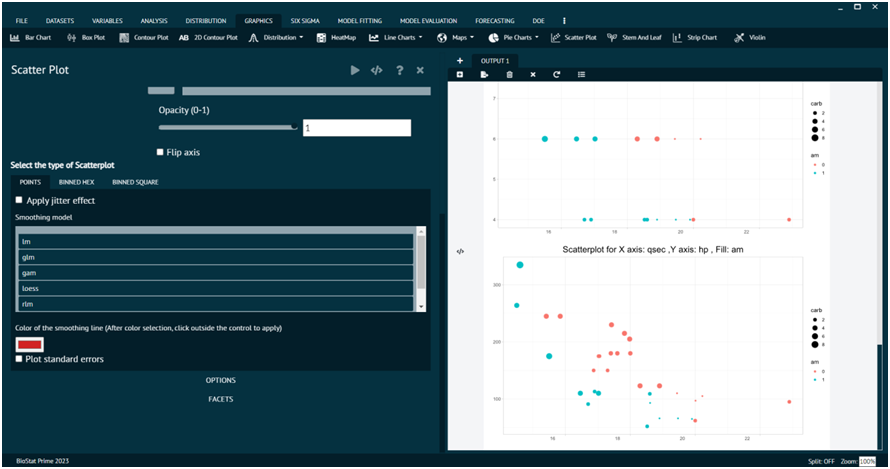 FILE DATASETS VARIABLES ANALYSIS DISTRIBUTION GRAPHICS SIX SIGMA MODEL FITTING MODEL EVALUATION FORECASTING DOE
Bar Chart Box Plot Contour Plot 2D Contour Plot Distribution HeatMap Line Charts Maps Pie Charts Scatter Plot Stem And Leaf Strip Chart Violin
Scatter Plot
Opacity (0-1)
1
Flip axis
Select the type of Scatterplot
POINTS BINNED HEX BINNED SQUARE
Apply jitter effect
Smoothing model
lm
glm
gam
loess
rlm
Color of the smoothing line (After color selection, click outside the control to apply)
Plot standard errors
OPTIONS
FACETS
OUTPUT 1
7
6
5
4
16 18 20 22
carb
2
4
6
8
am
0
1
Scatterplot for X axis: qsec ,Y axis: hp , Fill: am
300
200
100
16 18 20 22
carb
2
4
6
8
am
0
1
BioStat Prime 2023
Split: OFF Zoom: 100%